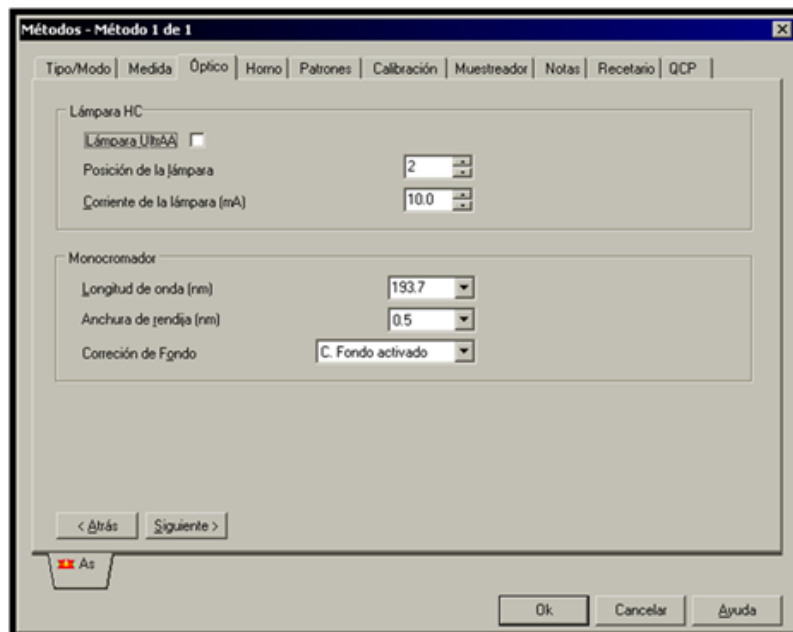 Métodos - Método 1 de 1
Tipo/Modo Medida Óptico Horno Patrones Calibración Muestreador Notas Recetario QCP
Lámpara HC
Lámpara UltrAA
Posición de la lámpara 2
Corriente de la lámpara (mA) 10.0
Monocromador
Longitud de onda (nm) 193.7
Anchura de rendija (nm) 0.5
Correción de Fondo C. Fondo activado
< Atrás Siguiente >
As
Ok Cancelar Ayuda